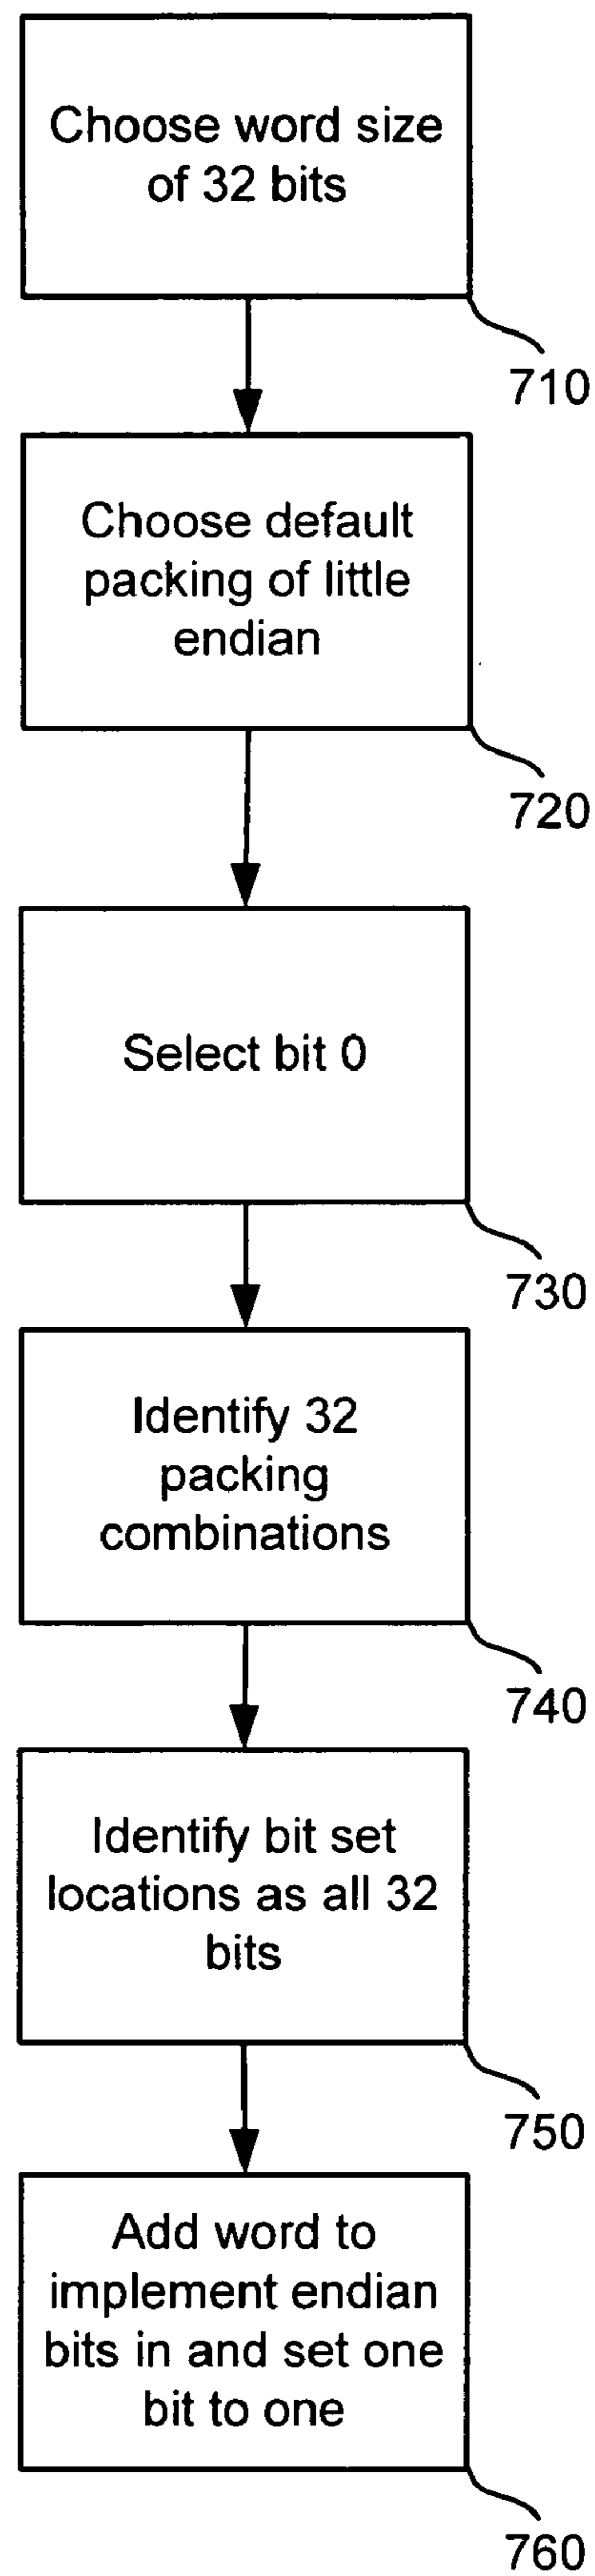 Choose word size
of 32 bits
710
Choose default
packing of little
endian
720
Select bit 0
730
Identify 32
packing
combinations
740
Identify bit set
locations as all 32
bits
750
Add word to
implement endian
bits in and set one
bit to one
760